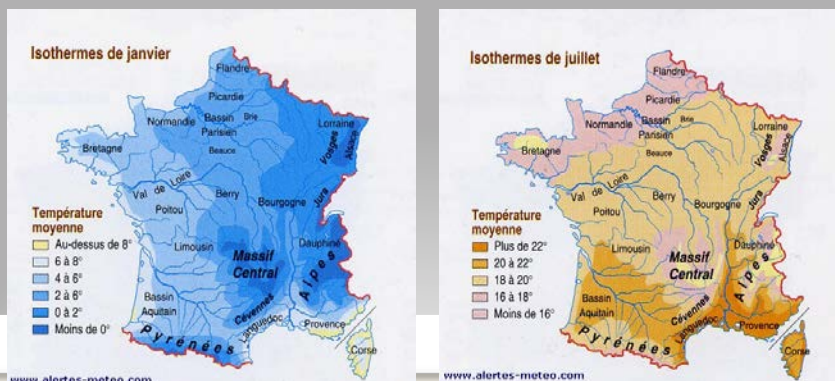 Isothermes de janvier
Flandre
Picardie
Normandie
Bassin
Parisien
Brie
Lorraine
Vosges
Alsace
Bretagne
Beauce
Val de Loire
Berry
Bourgogne
Jura
Poitou
Température
moyenne
Au-dessus de 8°
6 à 8°
4 à 6°
2 à 6°
0 à 2°
Moins de 0°
Limousin
Massif
Central
Dauphiné
Alpes
Bassin
Aquitain
Cévennes
Languedoc
Provence
Pyrénées
Corse
www.alertes-meteo.com
Isothermes de juillet
Flandre
Picardie
Normandie
Bassin
Parisien
Brie
Lorraine
Vosges
Alsace
Bretagne
Beauce
Val de Loire
Berry
Bourgogne
Jura
Poitou
Température
moyenne
Plus de 22°
20 à 22°
18 à 20°
16 à 18°
Moins de 16°
Limousin
Massif
Central
Dauphiné
Alpes
Bassin
Aquitain
Cévennes
Languedoc
Provence
Pyrénées
Corse
www.alertes-meteo.com